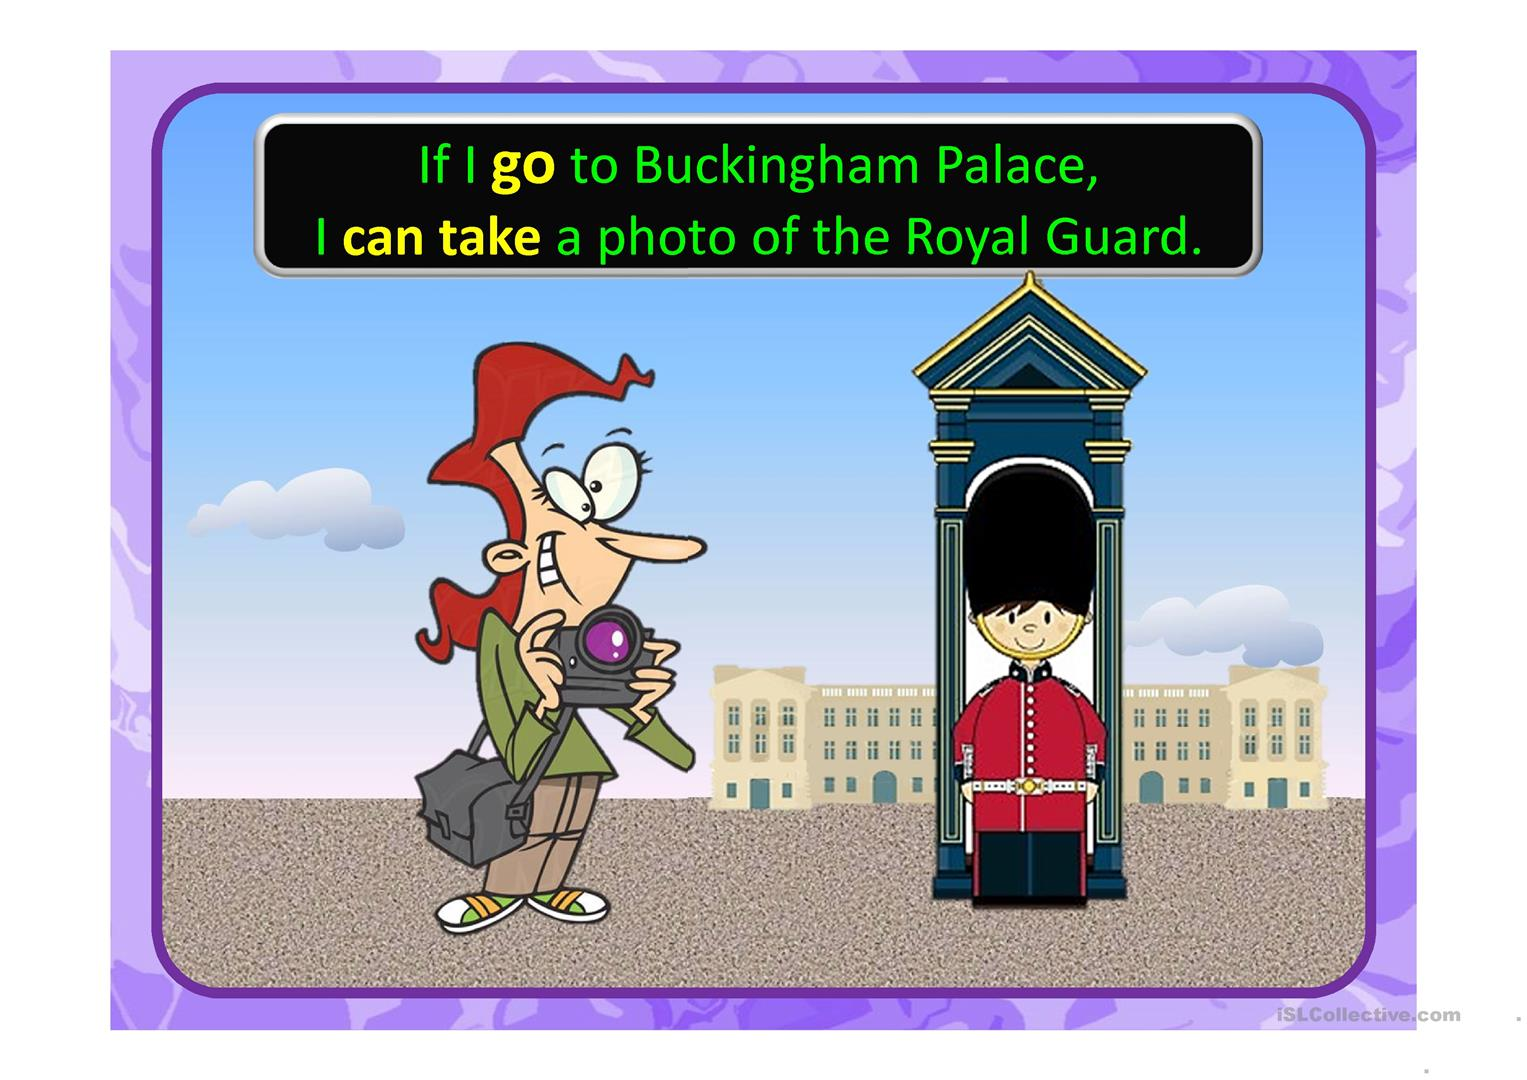 If I go to Buckingham Palace,
I can take a photo of the Royal Guard.
iSLCollective.com